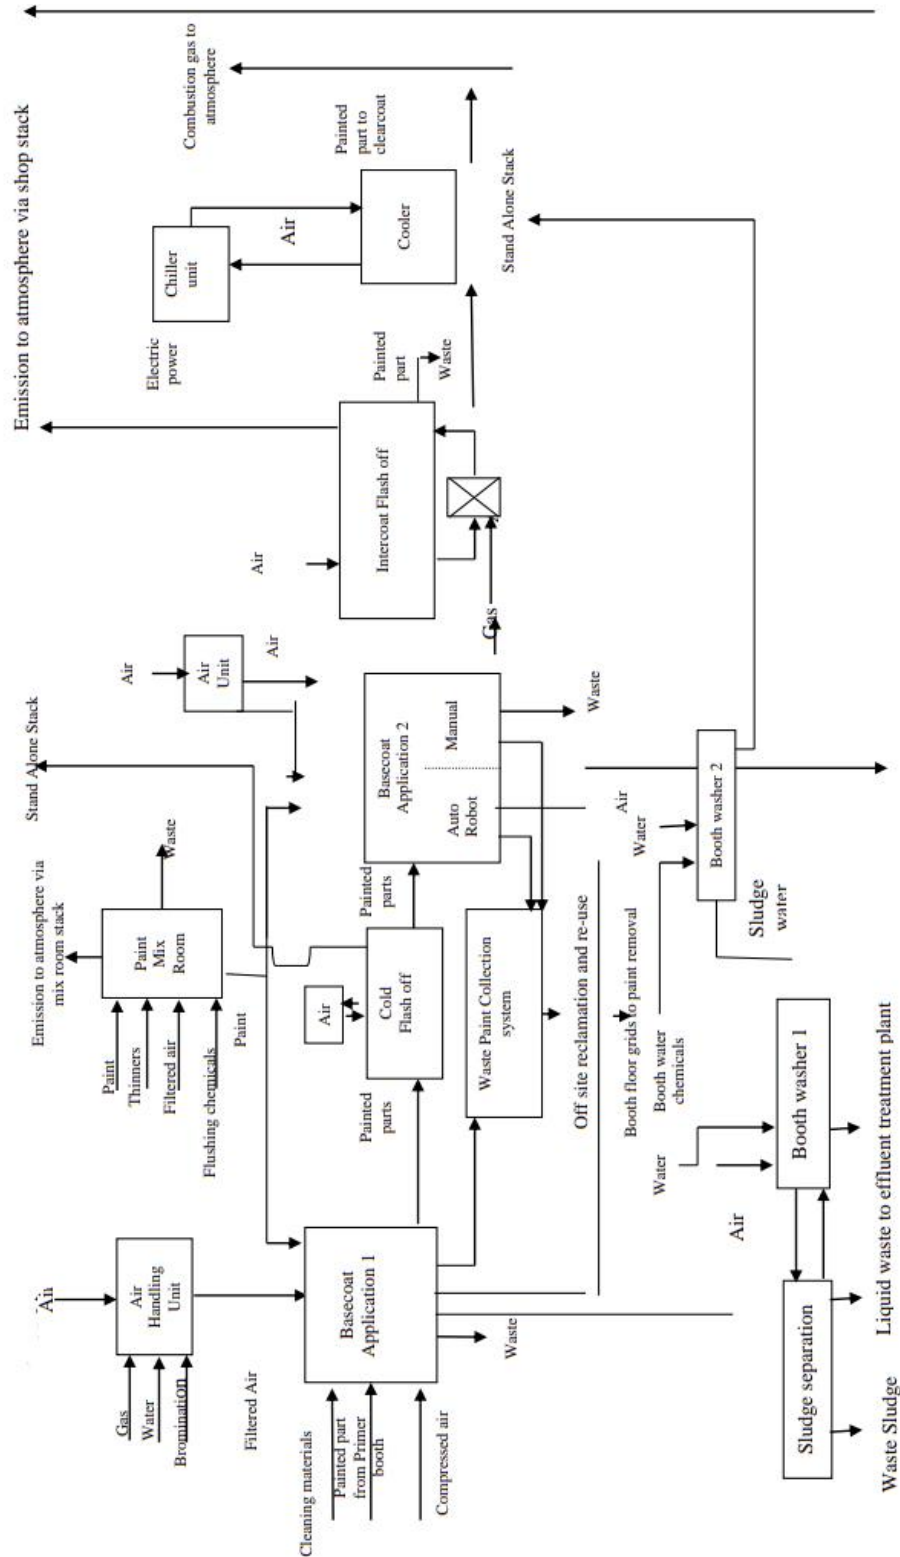 Emission to atmosphere via shop stack
Combustion gas to
atmosphere
Stand Alone Stack
Emission to atmosphere via
mix room stack
Waste
Paint
Mix
Room
Paint
Thinners
Filtered air
Flushing chemicals
Paint
Air
Air
Handling
Unit
Gas
Water
Bromination
Filtered Air
Air
Air
Unit
Air
Electric
power
Chiller
unit
Air
Painted
part to
clearcoat
Cooler
Air
Intercoat Flash off
Painted
part
Waste
Gas
Stand Alone Stack
Cleaning materials
Painted part
from Primer
booth
Compressed air
Basecoat
Application 1
Waste
Painted
parts
Air
Cold
Flash off
Painted
parts
Basecoat
Application 2
Auto
Robot
Manual
Waste
Waste Paint Collection
system
Off site reclamation and re-use
Booth floor grids to paint removal
Booth water
chemicals
Air
Water
Booth washer 2
Sludge
water
Water
Air
Booth washer 1
Sludge separation
Waste Sludge
Liquid waste to effluent treatment plant